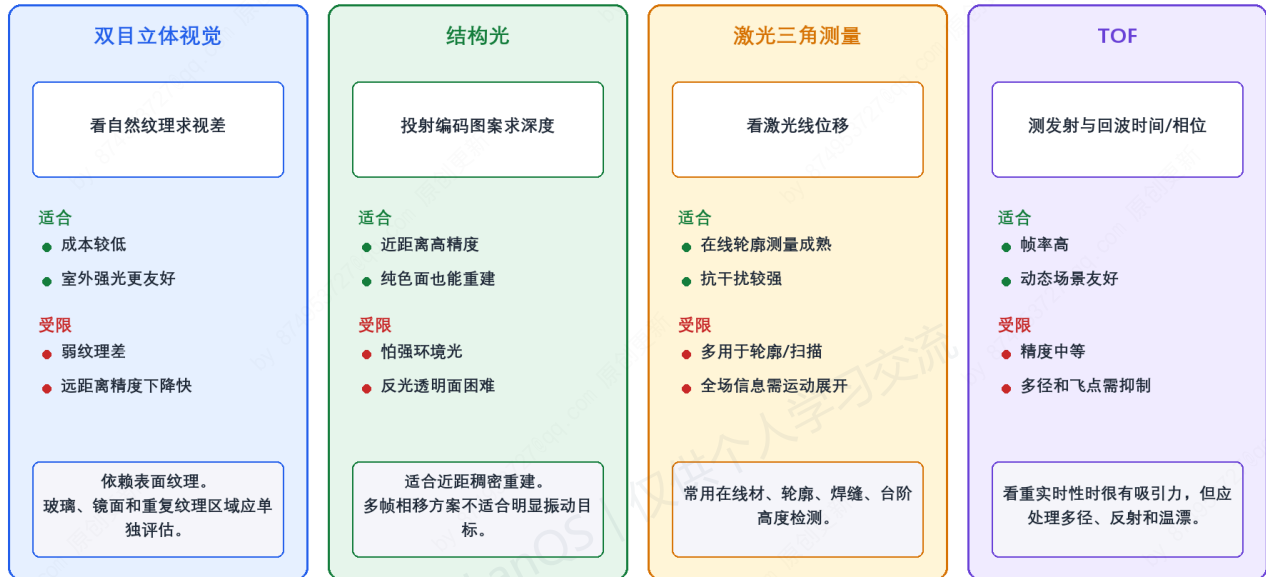 双目立体视觉
看自然纹理求视差
适合
成本较低
室外强光更友好
受限
弱纹理差
远距离精度下降快
依赖表面纹理。
玻璃、镜面和重复纹理区域应单
独评估。
结构光
投射编码图案求深度
适合
近距离高精度
纯色面也能重建
受限
怕强环境光
反光透明面困难
适合近距稠密重建。
多帧相移方案不适合明显振动目
标。
激光三角测量
看激光线位移
适合
在线轮廓测量成熟
抗干扰较强
受限
多用于轮廓/扫描
全场信息需运动展开
常用在线材、轮廓、焊缝、台阶
高度检测。
TOF
测发射与回波时间/相位
适合
帧率高
动态场景友好
受限
精度中等
多径和飞点需抑制
看重实时性时很有吸引力，但应
处理多径、反射和温漂。
仅供个人学习交流